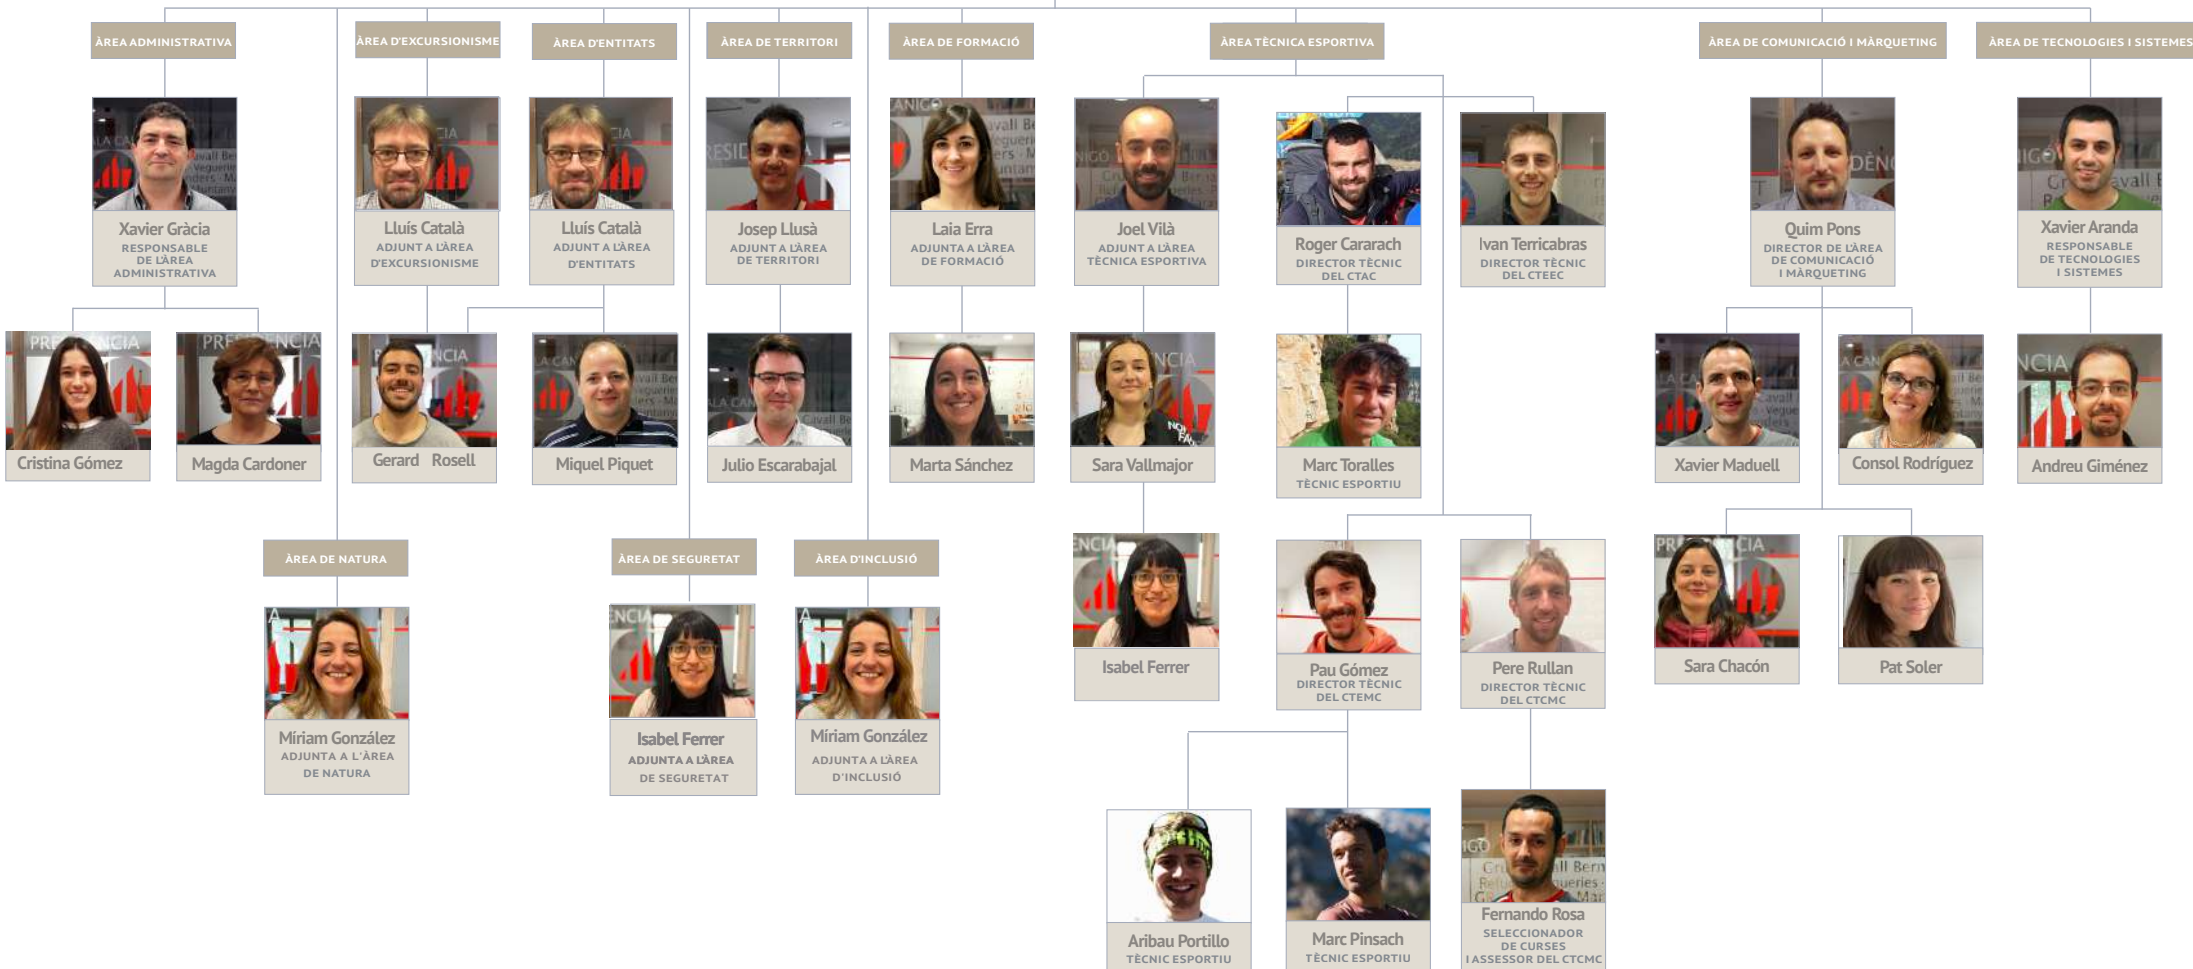 ÀREA ADMINISTRATIVA
ÀREA D'EXCURSIONISME
ÀREA D'ENTITATS
ÀREA DE TERRITORI
ÀREA DE FORMACIÓ
ÀREA TÈCNICA ESPORTIVA
ÀREA DE COMUNICACIÓ I MÀRQUETING
ÀREA DE TECNOLOGIES I SISTEMES
Xavier Gràcia
RESPONSABLE
DE L'ÀREA
ADMINISTRATIVA
Lluís Català
ADJUNT A L'ÀREA
D'EXCURSIONISME
Lluís Català
ADJUNT A L'ÀREA
D'ENTITATS
Josep Llusà
ADJUNT A L'ÀREA
DE TERRITORI
Laia Erra
ADJUNTA A L'ÀREA
DE FORMACIÓ
Joel Vilà
ADJUNT A L'ÀREA
TÈCNICA ESPORTIVA
Roger Cararach
DIRECTOR TÈCNIC
DEL CTAC
Ivan Terricabras
DIRECTOR TÈCNIC
DEL CTEEC
Quim Pons
DIRECTOR DE L'ÀREA
DE COMUNICACIÓ
I MÀRQUETING
Xavier Aranda
RESPONSABLE
DE TECNOLOGIES
I SISTEMES
Cristina Gómez
Magda Cardoner
Gerard Rosell
Miquel Piquet
Julio Escarabajal
Marta Sánchez
Sara Vallmajor
Marc Toralles
TÈCNIC ESPORTIU
Xavier Maduell
Consol Rodríguez
Andreu Giménez
ÀREA DE NATURA
ÀREA DE SEGURETAT
ÀREA D'INCLUSIÓ
Isabel Ferrer
Pau Gómez
DIRECTOR TÈCNIC
DEL CTEMC
Pere Rullan
DIRECTOR TÈCNIC
DEL CTCMC
Sara Chacón
Pat Soler
Míriam González
ADJUNTA A L'ÀREA
DE NATURA
Isabel Ferrer
ADJUNTA A L'ÀREA
DE SEGURETAT
Míriam González
ADJUNTA A L'ÀREA
D'INCLUSIÓ
Aribau Portillo
TÈCNIC ESPORTIU
Marc Pinsach
TÈCNIC ESPORTIU
Fernando Rosa
SELECCIONADOR
DE CURSES
I ASSESSOR DEL CTCMC